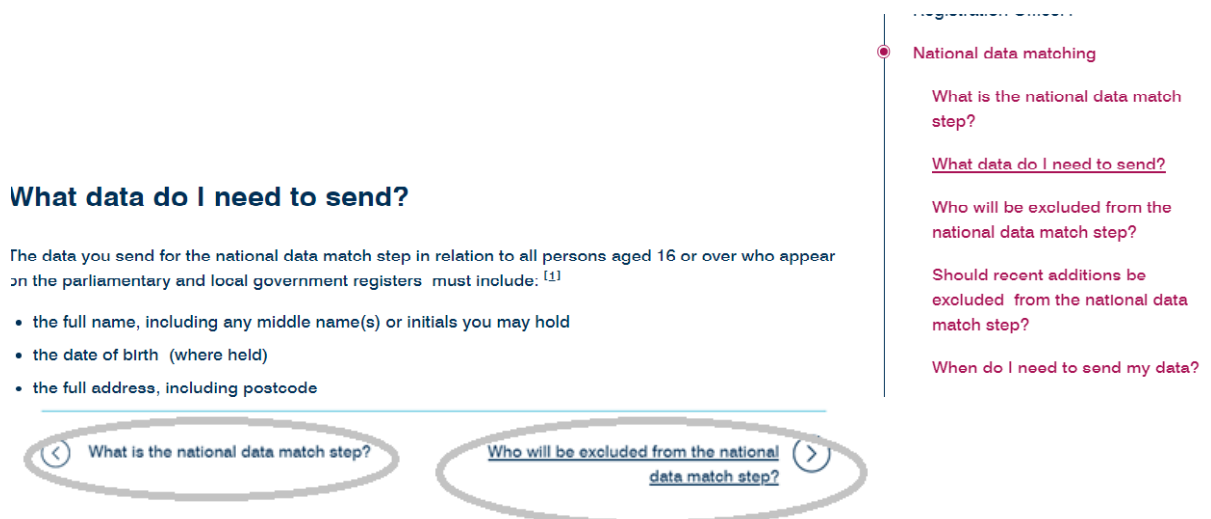 National data matching
What is the national data match
step?
What data do I need to send?
Who will be excluded from the
national data match step?
Should recent additions be
excluded from the national data
match step?
When do I need to send my data?
What data do I need to send?
The data you send for the national data match step in relation to all persons aged 16 or over who appear
on the parliamentary and local government registers must include: [1]
• the full name, including any middle name(s) or initials you may hold
• the date of birth (where held)
• the full address, including postcode
What is the national data match step?
Who will be excluded from the national
data match step?